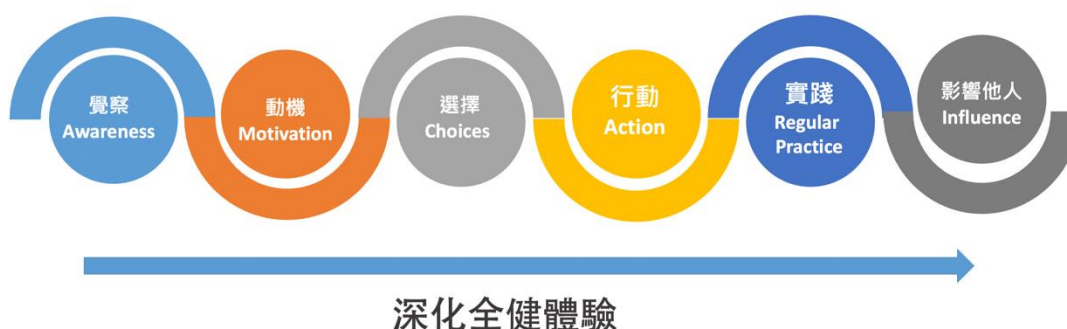 覺察
Awareness
動機
Motivation
選擇
Choices
行動
Action
實踐
Regular
Practice
影響他人
Influence
深化全健體驗